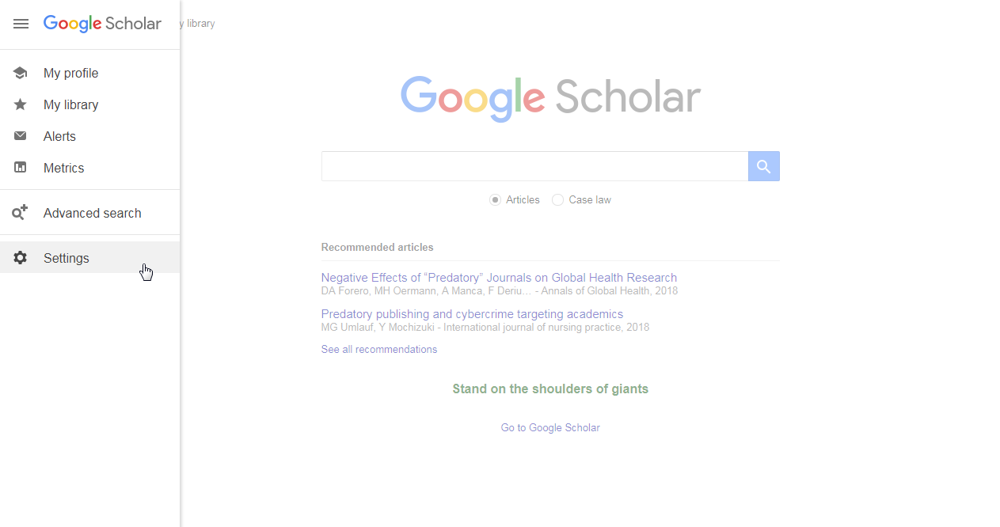 Google Scholar
My profile
My library
Alerts
Metrics
Advanced search
Settings
y library
Google Scholar
Articles Case law
Recommended articles
Negative Effects of “Predatory” Journals on Global Health Research
DA Forero, MH Oermann, A Manca, F Deriu… - Annals of Global Health, 2018
Predatory publishing and cybercrime targeting academics
MG Umlauf, Y Mochizuki - International journal of nursing practice, 2018
See all recommendations
Stand on the shoulders of giants
Go to Google Scholar